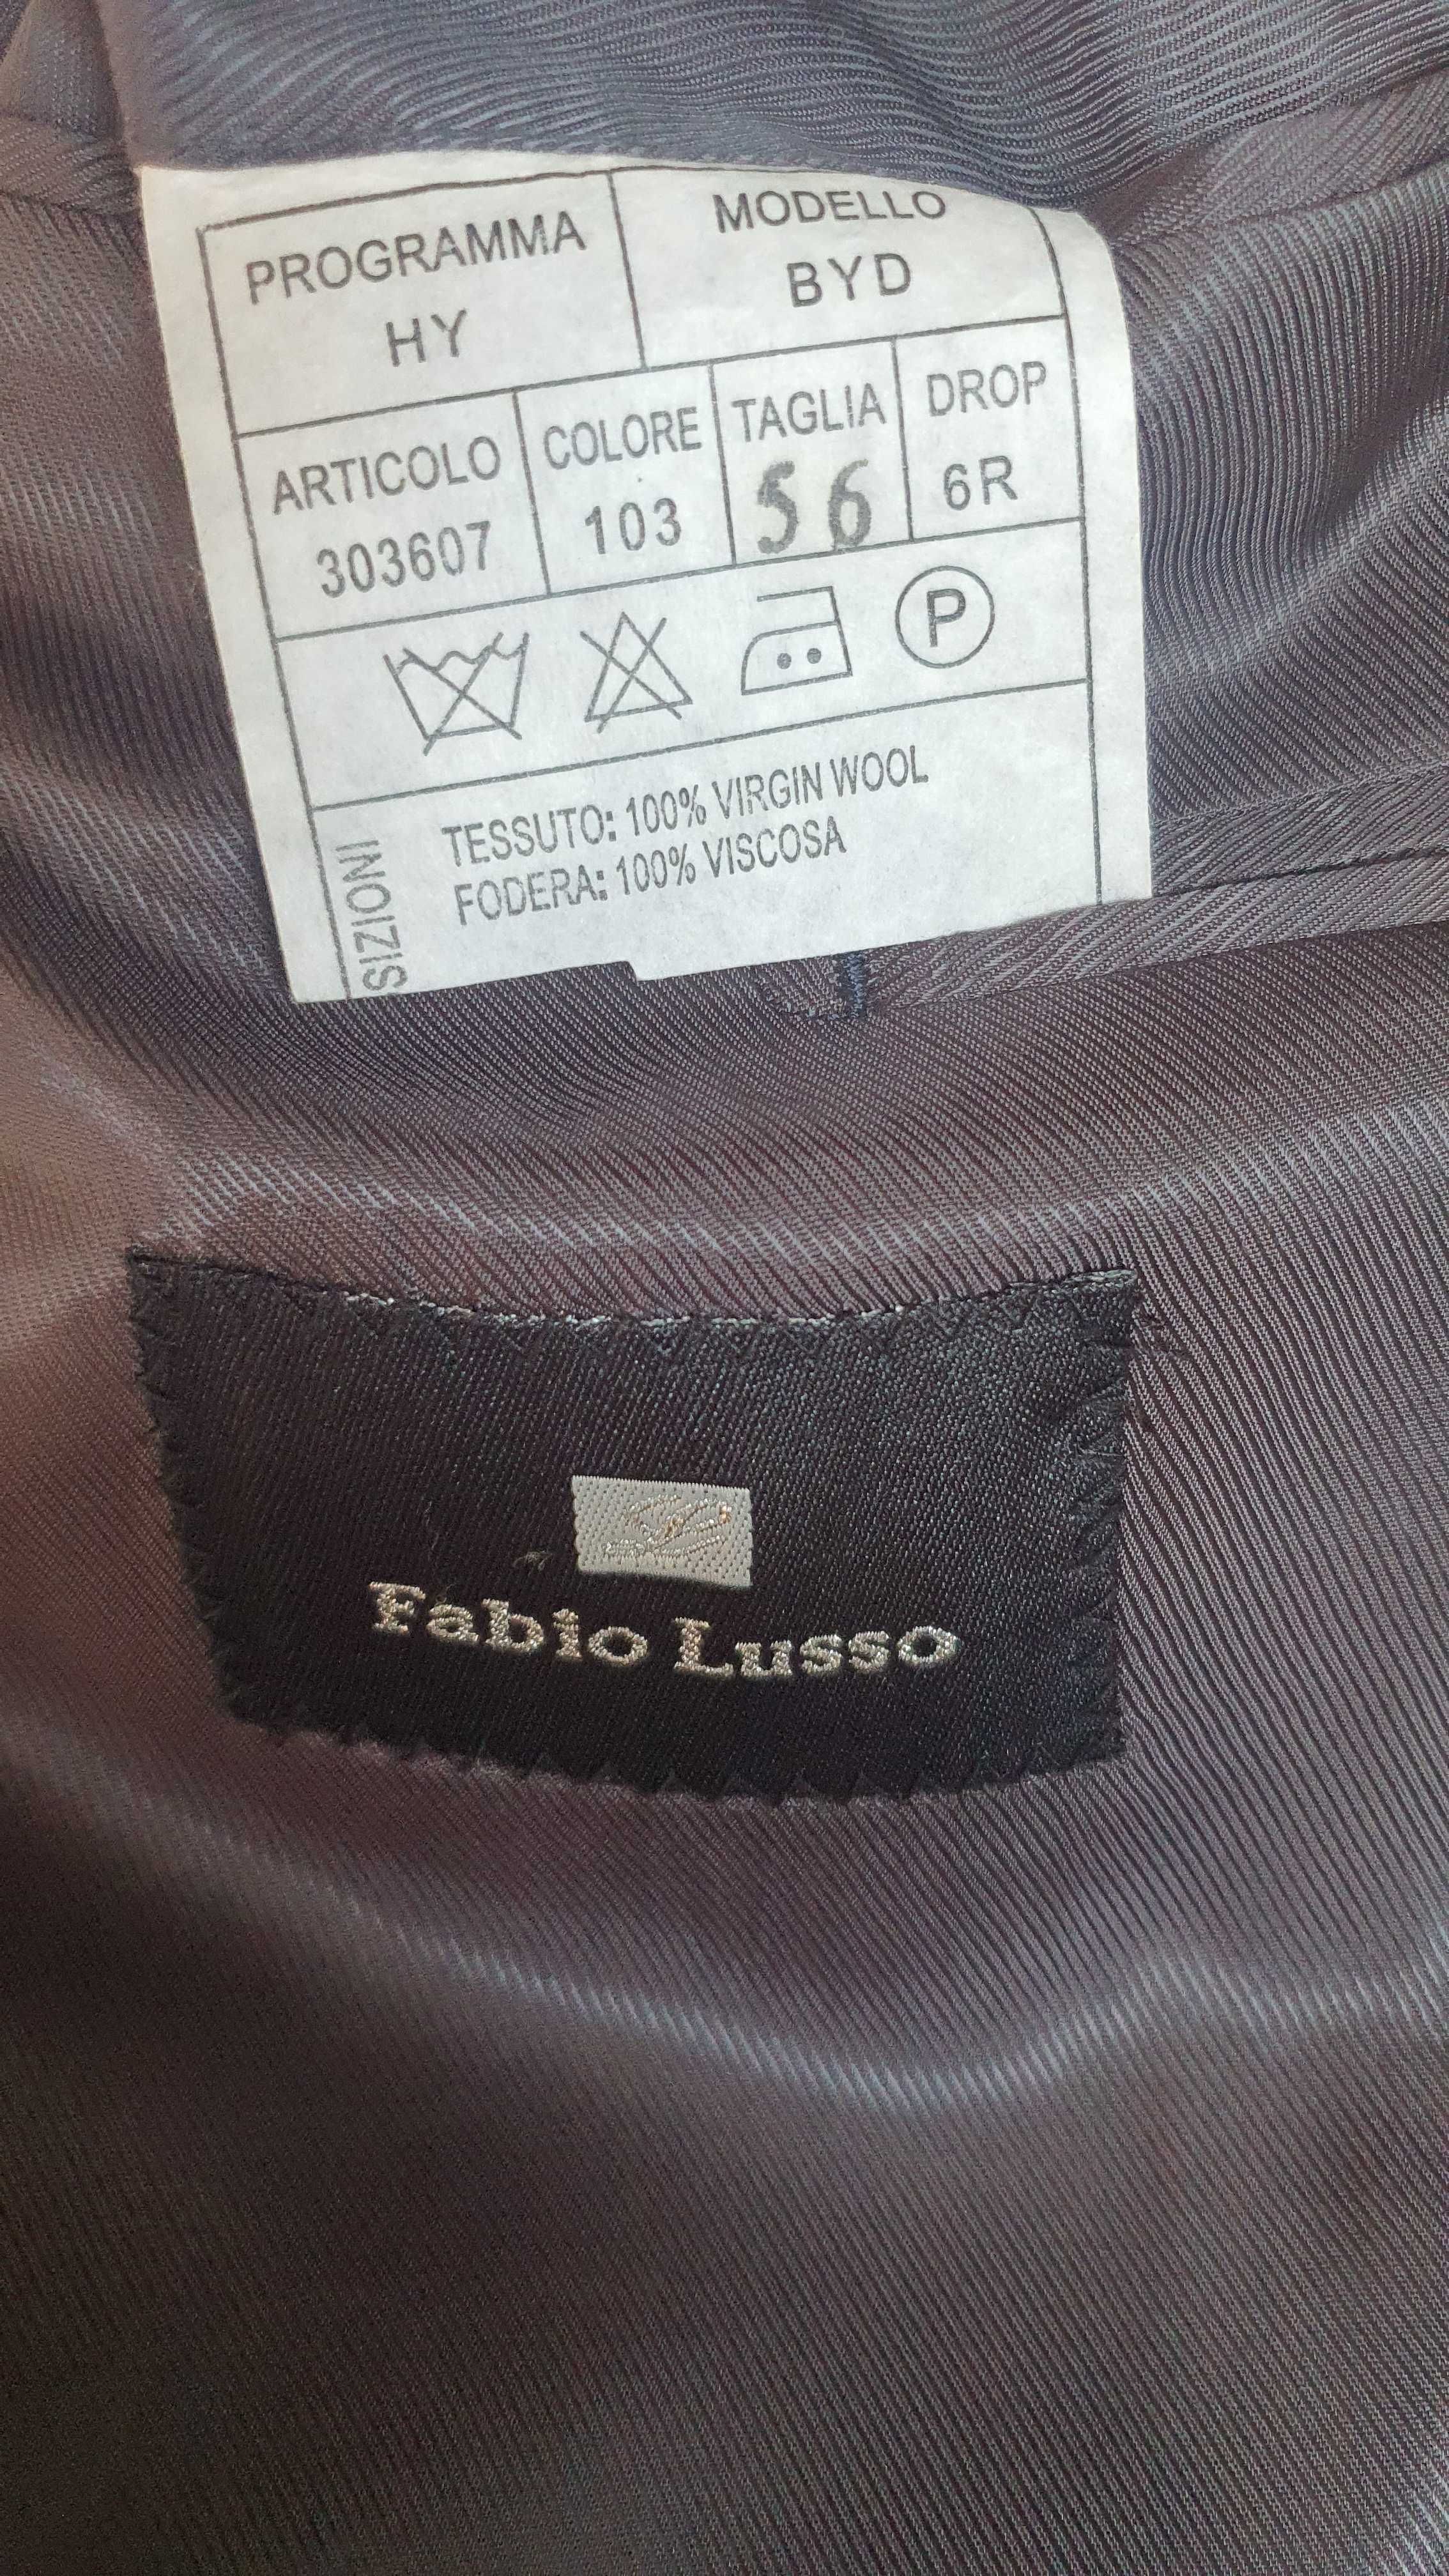 PROGRAMMA
HY
MODELLO
BYD
ARTICOLO
303607
COLORE
103
TAGLIA
56
DROP
6R
P
TESSUTO: 100% VIRGIN WOOL
FODERA: 100% VISCOSA
SIZIONI
Fabio Lusso